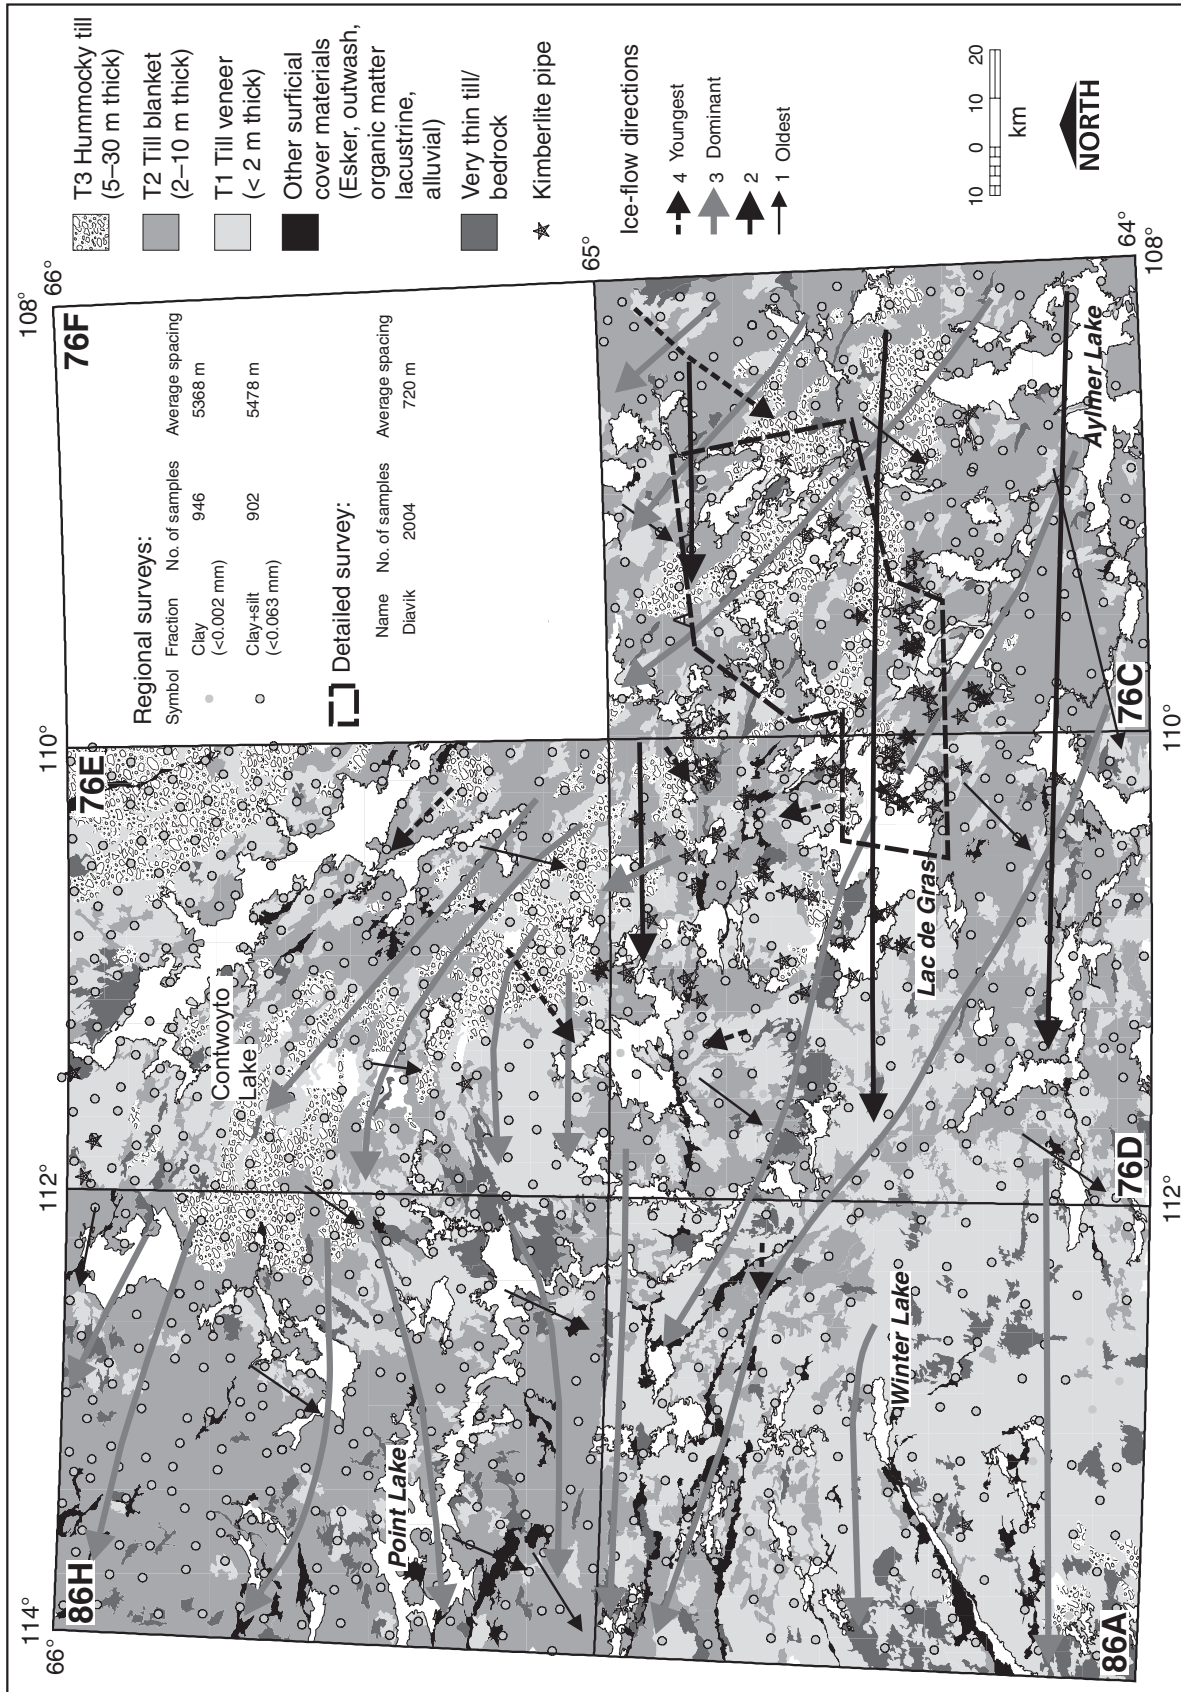 T3 Hummocky till
(5–30 m thick)
T2 Till blanket
(2–10 m thick)
T1 Till veneer
(< 2 m thick)
Other surficial
cover materials
(Esker, outwash,
organic matter
lacustrine,
alluvial)
Very thin till/
bedrock
Kimberlite pipe
Ice-flow directions
4 Youngest
3 Dominant
2
1 Oldest
10 0 10 20
km
NORTH
114°
112°
110°
108°
66°
66°
65°
64°
108°
110°
112°
86H
76E
76F
86A
76D
76C
Regional surveys:
Symbol Fraction No. of samples Average spacing
Clay 946 5368 m
(<0.002 mm)
Clay+silt 902 5478 m
(<0.063 mm)
Detailed survey:
Name No. of samples Average spacing
Diavik 2004 720 m
Contwoyto
Lake
Point Lake
Winter Lake
Lac de Gras
Aylmer Lake